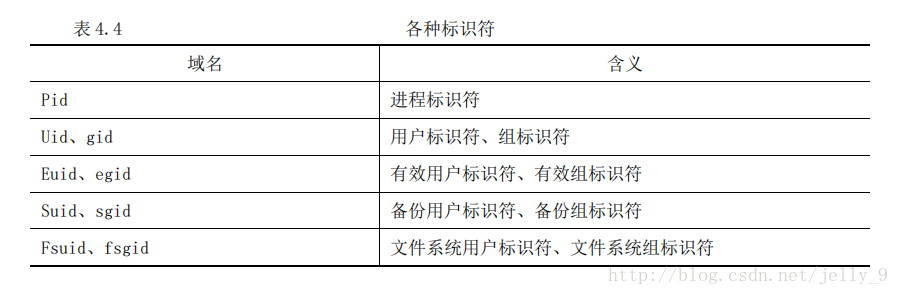 表 4.4 各种标识符
域名 含义
Pid 进程标识符
Uid、gid 用户标识符、组标识符
Euid、egid 有效用户标识符、有效组标识符
Suid、sgid 备份用户标识符、备份组标识符
Fsuid、fsgid 文件系统用户标识符、文件系统组标识符
http://blog.csdn.net/jelly_9